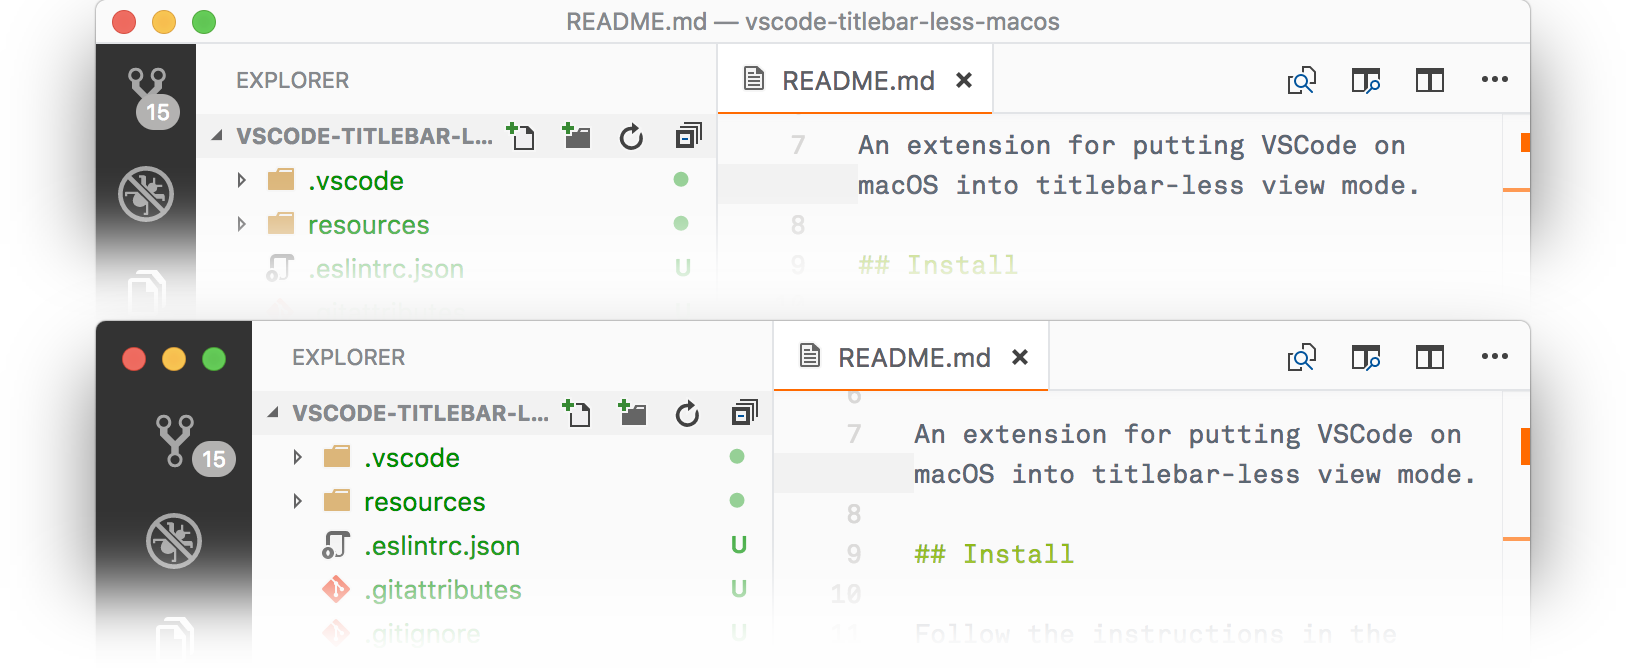 README.md — vscode-titlebar-less-macos
EXPLORER
README.md
15
VSCODE-TITLEBAR-L...
.vscode
resources
.eslintrc.json
U
.gitattributes
7 An extension for putting VSCode on
macOS into titlebar-less view mode.
8
9 ## Install
EXPLORER
README.md
15
VSCODE-TITLEBAR-L...
.vscode
resources
.eslintrc.json
U
.gitattributes
U
.gitignore
U
6
7 An extension for putting VSCode on
macOS into titlebar-less view mode.
8
9 ## Install
10
11 Follow the instructions in the